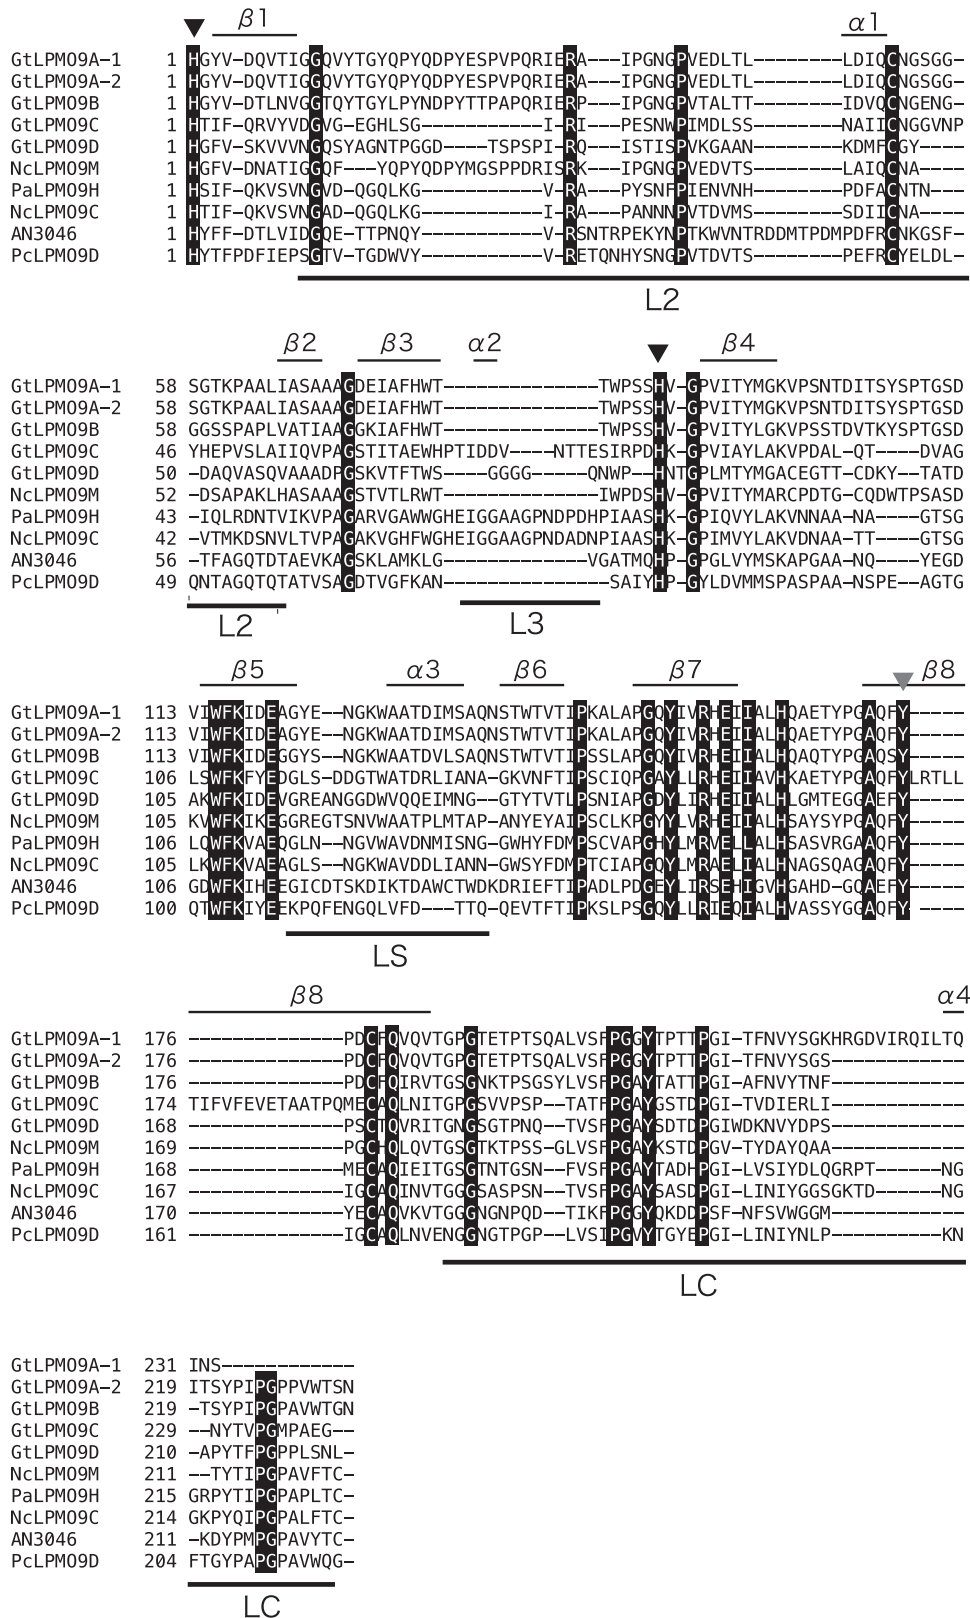 β1 α1
GtLPMO9A-1 1 HGYV-DQVTIGGQVYTGYQPYQDPYESPVPQRIERA---IPGNGPVEDLTL--------LDIQCNGSGG-
GtLPMO9A-2 1 HGYV-DQVTIGGQVYTGYQPYQDPYESPVPQRIERA---IPGNGPVEDLTL--------LDIQCNGSGG-
GtLPMO9B 1 HGYVDTLNVGGTQYTGYLPYNDPYTTPAPQRIERP---IPGNGPVTALTT--------IDVQCNGENG-
GtLPMO9C 1 HTIF-QRVYVDGVG-EGHLSG-----------I-RI---PESNWPIMDLSS--------NAIICNGGVNP
GtLPMO9D 1 HGFV-SKVVVNGQSYAGNTPGGD----TSPSPI-RQ---ISTISPVKGAAN--------KDMFCGY----
NcLPMO9M 1 HGFV-DNATIGGQF---YQPYQDPYMGSPPDRISRK---IPGNGPVEDVTS--------LAIQCNA----
PaLPMO9H 1 HSIF-QKVSVNGVD-QGQLKG-----------V-RA---PYSNFPIENVNH--------PDFACNTN---
NcLPMO9C 1 HTIF-QKVSVNGAD-QGQLKG-----------I-RA---PANNNPVTDVMS--------SDIICNA----
AN3046 1 HYFF-DTLVIDGQE-TTPNQY-----------V-RSNTRPEKYNPTKWVNTRDDMTPDMPDFRCNKGSF-
PcLPMO9D 1 HYTFPDFIEPSGTV-TGDWVY-----------V-RETQNHYSNGPVTDVTS--------PEFRCYELDL-
L2
β2 β3 α2 β4
GtLPMO9A-1 58 SGTKPAALIASAAAGDEIAFHWT--------------TWPSSHV-GPVITYMGKVPSNTDITSYSPTGSD
GtLPMO9A-2 58 SGTKPAALIASAAAGDEIAFHWT--------------TWPSSHV-GPVITYMGKVPSNTDITSYSPTGSD
GtLPMO9B 58 GGSSPAPLVATIAAGGKIAFHWT--------------TWPSSHV-GPVITYLGKVPSSTDVTKYSPTGSD
GtLPMO9C 46 YHEPVSLAIIQVPAGSTITAEWHPTIDDV----NTTESIRPDHK-GPVIAYLAKVPDAL-QT----DVAG
GtLPMO9D 50 -DAQVASQVAAADPGSKVTFTWS----GGGG-----QNWP-HNTGPLMTYMGACEGTT-CDKY--TATD
NcLPMO9M 52 -DSAPAKLHASAAAGSTVTLRWT--------------IWPDSHV-GPVITYMARCPDTG-CQDWTPSASD
PaLPMO9H 43 -IQLRDNTVIKVPAGARVGAWWGHEIGGAAGPNDPDHPIAASHK-GPIQVYLAKVNNAA-NA----GTSG
NcLPMO9C 42 -VTMKDSNVLTVPAGAKVGHFWGHEIGGAAGPNDADNPIAASHK-GPIMVYLAKVDNAA-TT----GTSG
AN3046 56 -TFAGQTDTAEVKAGSKLAMKLG--------------VGATMQHP-GPGLVYMSKAPGAA-NQ----YEGD
PcLPMO9D 49 QNTAGQTQTATVSAGDTVGFKAN----------------SAIYHP-GYLDVMMSPASPAA-NSPE--AGTG
L2 L3
β5 α3 β6 β7 β8
GtLPMO9A-1 113 VIWFKIDEAGYE--NGKWAATDIMSAQNSTWTVTIPKALAPGQYIVRHEIIALHQAETYPGAQFY-----
GtLPMO9A-2 113 VIWFKIDEAGYE--NGKWAATDIMSAQNSTWTVTIPKALAPGQYIVRHEIIALHQAETYPGAQFY-----
GtLPMO9B 113 VIWFKIDEGGYS--NGKWAATDVLSAQNSTWTVTIPSSLAPGQYIVRHEIIALHQAQTYPGAQSY-----
GtLPMO9C 106 LSWFKFYEDGLS-DDGTWATDRLIANA-GKVNFTIPSCIQPGAYLLRHEIIAVHKAETYPGAQFYLRTLL
GtLPMO9D 105 AKWFKIDEVGREANGGDWVQQEIMNG--GTYTVTLPSNIAPGDYLIRHEIIALHLGMTEGGAEFY-----
NcLPMO9M 105 KVWFKIKEGGREGTSNVWAATPLMTAP-ANYEYAIPSCLKPGYYLVRHEIIALHSAYSYPGAQFY-----
PaLPMO9H 106 LQWFKVAEQGLN--NGVWAVDNMISNG-GWHYFDMPSCVAPGHYLMRVELLALHSASVRGAAQFY-----
NcLPMO9C 105 LKWFKVAEAGLS--NGKWAVDDLIANN-GWSYFDMPTCIAPGQYLMRAELIALHNAGSQAGAQFY-----
AN3046 106 GDWFKIHEEGICDTSKDIKTDAWCTWDKDRIEFTIPADLPDGEYLIRSEHIGVHGAHD-GQAEFY-----
PcLPMO9D 100 QTWFKIYEEKPQFENGQLVFD---TTQ-QEVTFTIPKSLPSGQYLLRIEQIALHVASSYGGAQFY-----
LS
β8 α4
GtLPMO9A-1 176 --------------PDCFQVQVTGPGTETPTSQALVSFPGGYTPTTPGI-TFNVYSGKHRGDVIRQILTQ
GtLPMO9A-2 176 --------------PDCFQVQVTGPGTETPTSQALVSFPGGYTPTTPGI-TFNVYSGS------------
GtLPMO9B 176 --------------PDCFQIRVTGSGNKTPSGSYLVSFPGAYTATTPGI-AFNVYTNF------------
GtLPMO9C 174 TIFVFEVETAATPQMECAQLNITGPGSVVPSP--TATFPGAYGSTDPGI-TVDIERLI------------
GtLPMO9D 168 --------------PSCTQVRITGNGSGTPNQ--TVSFPGAYSDTDPGIWDKNVYDPS------------
NcLPMO9M 169 --------------PGCHQLQVTGSGTKTPSS-GLVSFPGAYKSTDPGV-TYDAYQAA------------
PaLPMO9H 168 --------------MECAQIEITGSGTNTGSN--FVSFPGAYTADHPGI-LVSIYDLQGRPT------NG
NcLPMO9C 167 --------------IGCAQINVTGGGSASPSN--TVSFPGAYSASDPGI-LINIYGGSGKTD------NG
AN3046 170 --------------YECAQVKVTGGGNGNPQD--TIKFPGGYQKDDPSF-NFSVWGGM------------
PcLPMO9D 161 --------------IGCAQLNVENGGNGTPGP--LVSIPGVYTGYEPGI-LINIYNLP----------KN
LC
GtLPMO9A-1 231 INS------------
GtLPMO9A-2 219 ITSYPIPGPPVWTSN
GtLPMO9B 219 -TSYPIPGPAVWTGN
GtLPMO9C 229 --NYTVPGMPAEG--
GtLPMO9D 210 -APYTFPGPPLSNL-
NcLPMO9M 211 --TYTIPGPAVFTC-
PaLPMO9H 215 GRPYTIPGPAPLTC-
NcLPMO9C 214 GKPYQIPGPALFTC-
AN3046 211 -KDYPMPGPAVYTC-
PcLPMO9D 204 FTGYPAPGPAVWQG-
LC